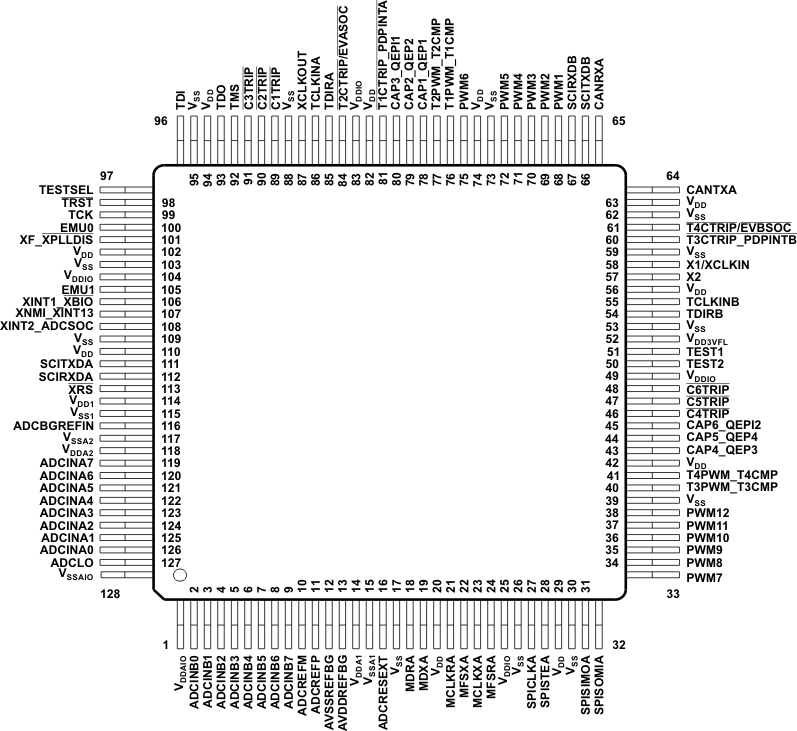 TDI
VSS
VDD
TDO
TMS
C3TRIP
C2TRIP
C1TRIP
VSS
XCLKOUT
TCLKINA
TDIRA
T2CTRIP/EVASOC
VDDIO
VDD
T1CTRIP_PDPINTA
CAP3_QEPI1
CAP2_QEP2
CAP1_QEP1
T2PWM_T2CMP
T1PWM_T1CMP
PWM6
VDD
VSS
PWM5
PWM4
PWM3
PWM2
PWM1
SCIRXDB
SCITXDB
CANRXA
96
65
95
94
93
92
91
90
89
88
87
86
85
84
83
82
81
80
79
78
77
76
75
74
73
72
71
70
69
68
67
66
97
TESTSEL
TRST 98
TCK 99
EMU0 100
XF_XPLLDIS 101
VDD 102
VSS 103
VDDIO 104
EMU1 105
XINT1_XBIO 106
XNMI_XINT13 107
XINT2_ADCSOC 108
VSS 109
VDD 110
SCITXDA 111
SCIRXDA 112
XRS 113
VDD1 114
VSS1 115
ADCBGREFIN 116
VSSA2 117
VDDA2 118
ADCINA7 119
ADCINA6 120
ADCINA5 121
ADCINA4 122
ADCINA3 123
ADCINA2 124
ADCINA1 125
ADCINA0 126
ADCLO 127
VSSAIO
128
64
CANTXA
63 VDD
62 VSS
61 T4CTRIP/EVBSOC
60 T3CTRIP_PDPINTB
59 VSS
58 X1/XCLKIN
57 X2
56 VDD
55 TCLKINB
54 TDIRB
53 VSS
52 VDD3VFL
51 TEST1
50 TEST2
49 VDDIO
48 C6TRIP
47 C5TRIP
46 C4TRIP
45 CAP6_QEPI2
44 CAP5_QEP4
43 CAP4_QEP3
42 VDD
41 T4PWM_T4CMP
40 T3PWM_T3CMP
39 VSS
38 PWM12
37 PWM11
36 PWM10
35 PWM9
34 PWM8
PWM7
33
2
3
4
5
6
7
8
9
10
11
12
13
14
15
16
17
18
19
20
21
22
23
24
25
26
27
28
29
30
31
1
32
VDDAIO
ADCINB0
ADCINB1
ADCINB2
ADCINB3
ADCINB4
ADCINB5
ADCINB6
ADCINB7
ADCREFM
ADCREFP
AVSSREFBG
AVDDREFBG
VDDA1
VSSA1
ADCRESEXT
VSS
MDRA
MDXA
VDD
MCLKRA
MFSXA
MCLKXA
MFSRA
VDDIO
VSS
SPICLKA
SPISTEA
VDD
VSS
SPISIMOA
SPISOMIA